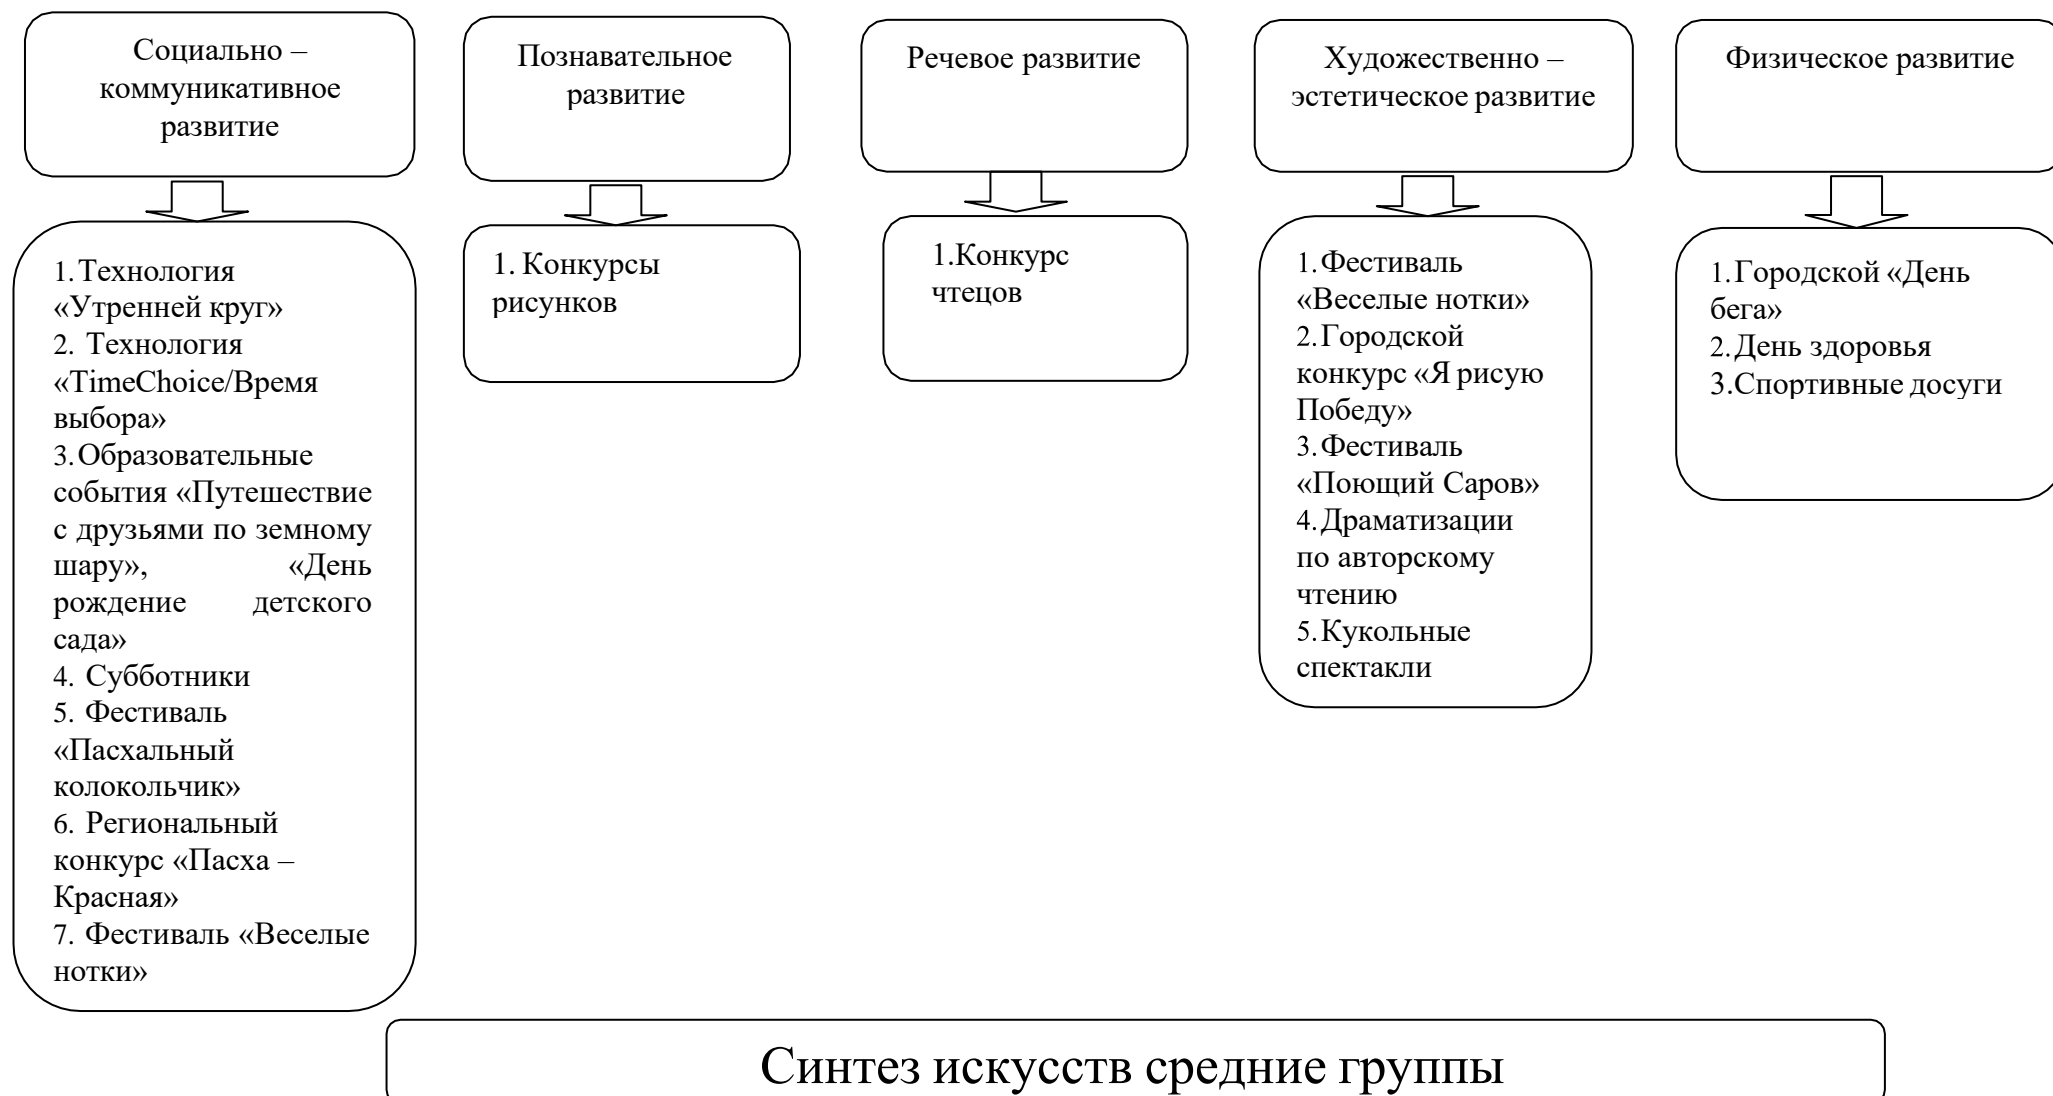 Социально –
коммуникативное
развитие
Познавательное
развитие
Речевое развитие
Художественно –
эстетическое развитие
Физическое развитие
1. Технология
«Утренней круг»
2. Технология
«TimeChoice/Время
выбора»
3. Образовательные
события «Путешествие
с друзьями по земному
шару», «День
рождение детского
сада»
4. Субботники
5. Фестиваль
«Пасхальный
колокольчик»
6. Региональный
конкурс «Пасха –
Красная»
7. Фестиваль «Веселые
нотки»
1. Конкурсы
рисунков
1.Конкурс
чтецов
1. Фестиваль
«Веселые нотки»
2. Городской
конкурс «Я рисую
Победу»
3. Фестиваль
«Поющий Саров»
4. Драматизации
по авторскому
чтению
5. Кукольные
спектакли
1. Городской «День
бега»
2. День здоровья
3. Спортивные досуги
Синтез искусств средние группы